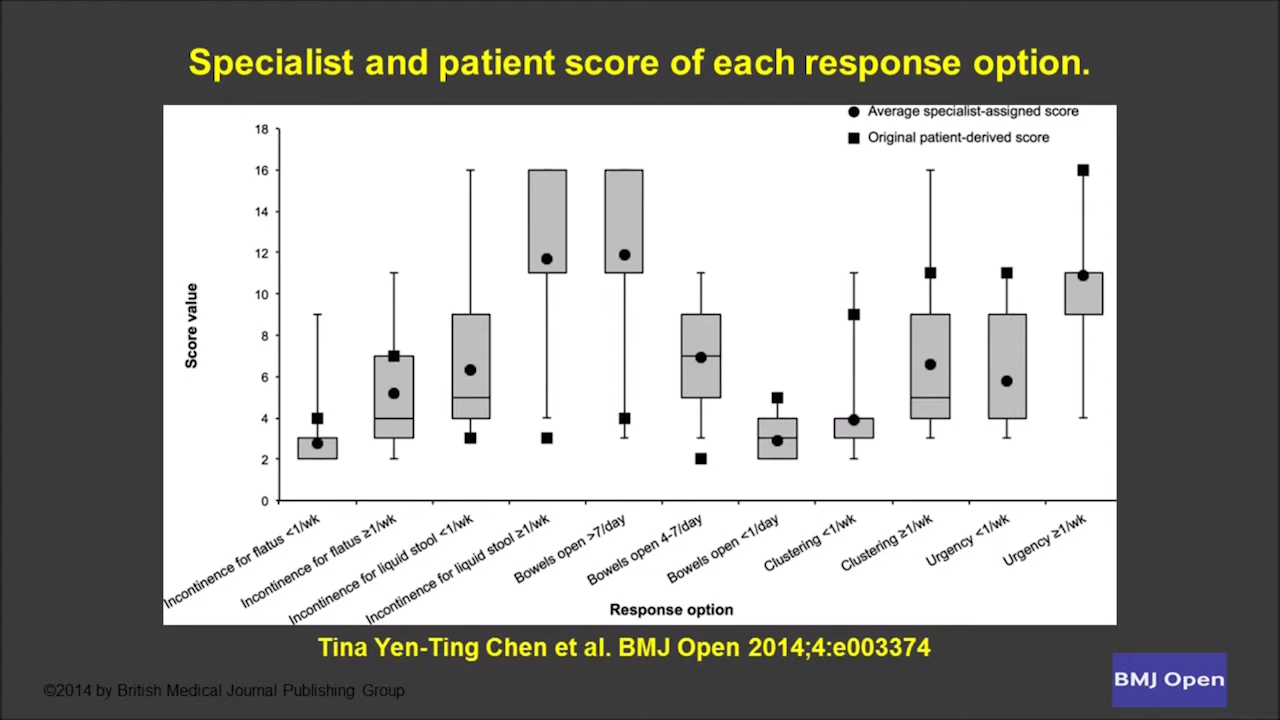 Specialist and patient score of each response option.
Average specialist-assigned score
Original patient-derived score
18
16
14
12
10
8
6
4
2
0
Score value
Incontinence for flatus <1/wk
Incontinence for flatus ≥1/wk
Incontinence for liquid stool <1/wk
Incontinence for liquid stool ≥1/wk
Bowels open >7/day
Bowels open 4-7/day
Bowels open <1/day
Clustering <1/wk
Clustering ≥1/wk
Urgency <1/wk
Urgency ≥1/wk
Response option
Tina Yen-Ting Chen et al. BMJ Open 2014;4:e003374
©2014 by British Medical Journal Publishing Group
BMJ Open